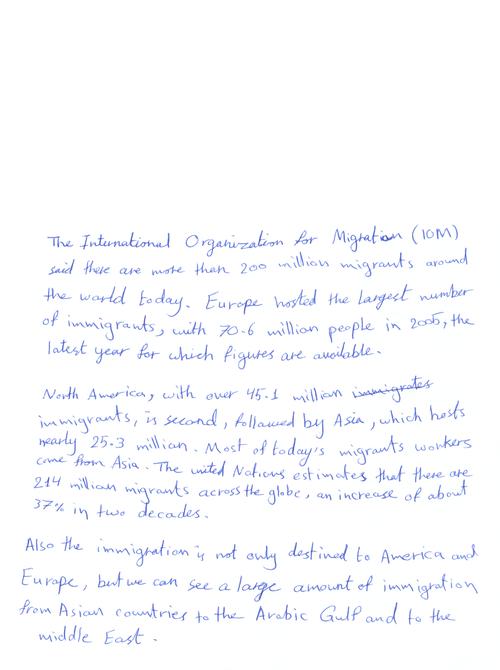 The International Organization for Migration (IOM)
said there are more than 200 million migrants around
the world today. Europe hosted the largest number
of immigrants, with 70.6 million people in 2005, the
latest year for which figures are available.
North America, with over 45.1 million immigrates
immigrants, is second, followed by Asia, which hosts
nearly 25.3 million. Most of today's migrants workers
come from Asia. The united Nations estimates that there are
214 million migrants across the globe, an increase of about
37% in two decades.
Also the immigration is not only destined to America and
Europe, but we can see a large amount of immigration
from Asian countries to the Arabic Gulf and to the
middle East.